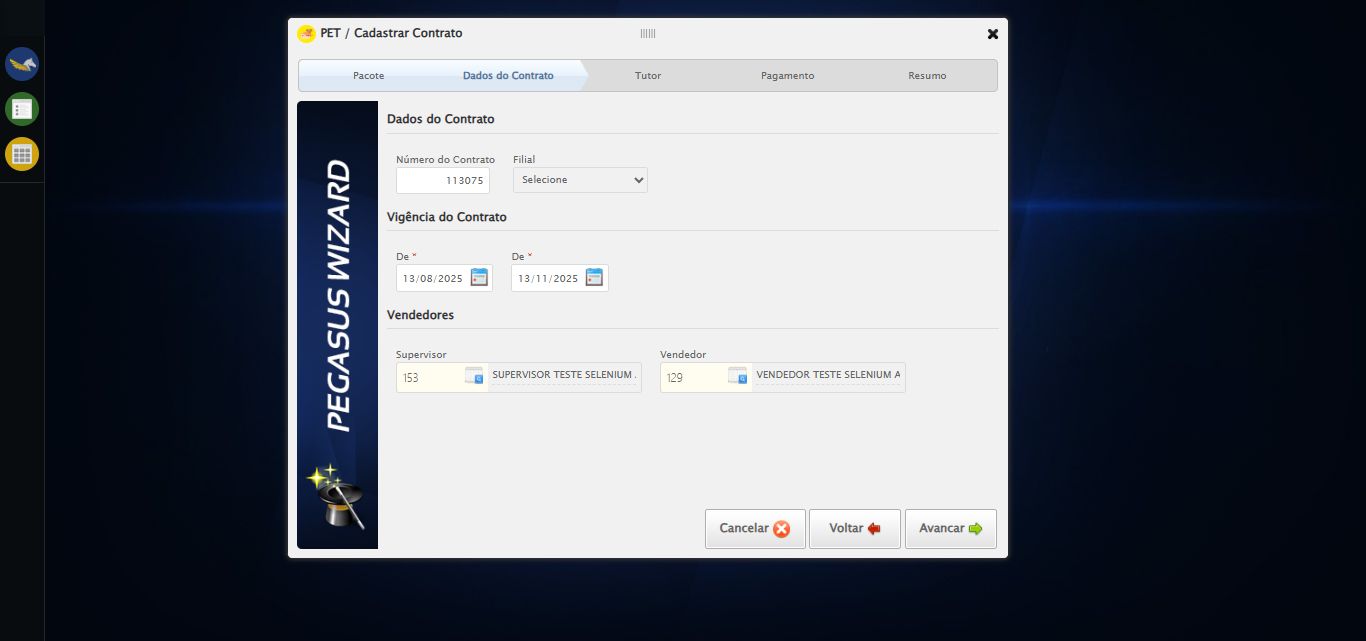 PET / Cadastrar Contrato
Pacote
Dados do Contrato
Tutor
Pagamento
Resumo
PEGASUS WIZARD
Dados do Contrato
Número do Contrato
Filial
113075
Selecione
Vigência do Contrato
De *
De *
13/08/2025
13/11/2025
Vendedores
Supervisor
Vendedor
153
SUPERVISOR TESTE SELENIUM .
129
VENDEDOR TESTE SELENIUM A
Cancelar
Voltar
Avancar